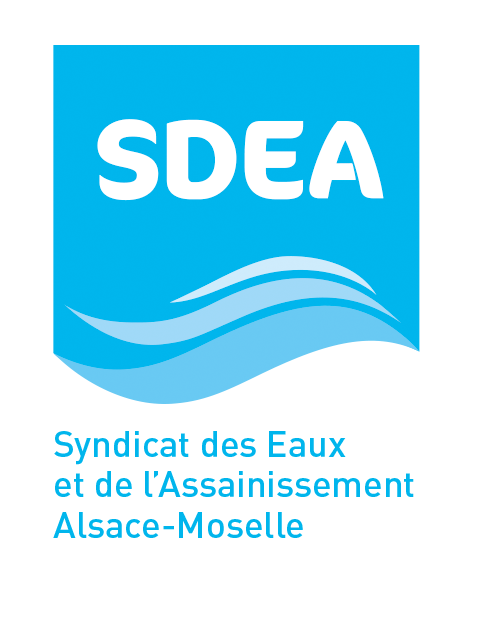 SDEA
Syndicat des Eaux
et de l'Assainissement
Alsace-Moselle